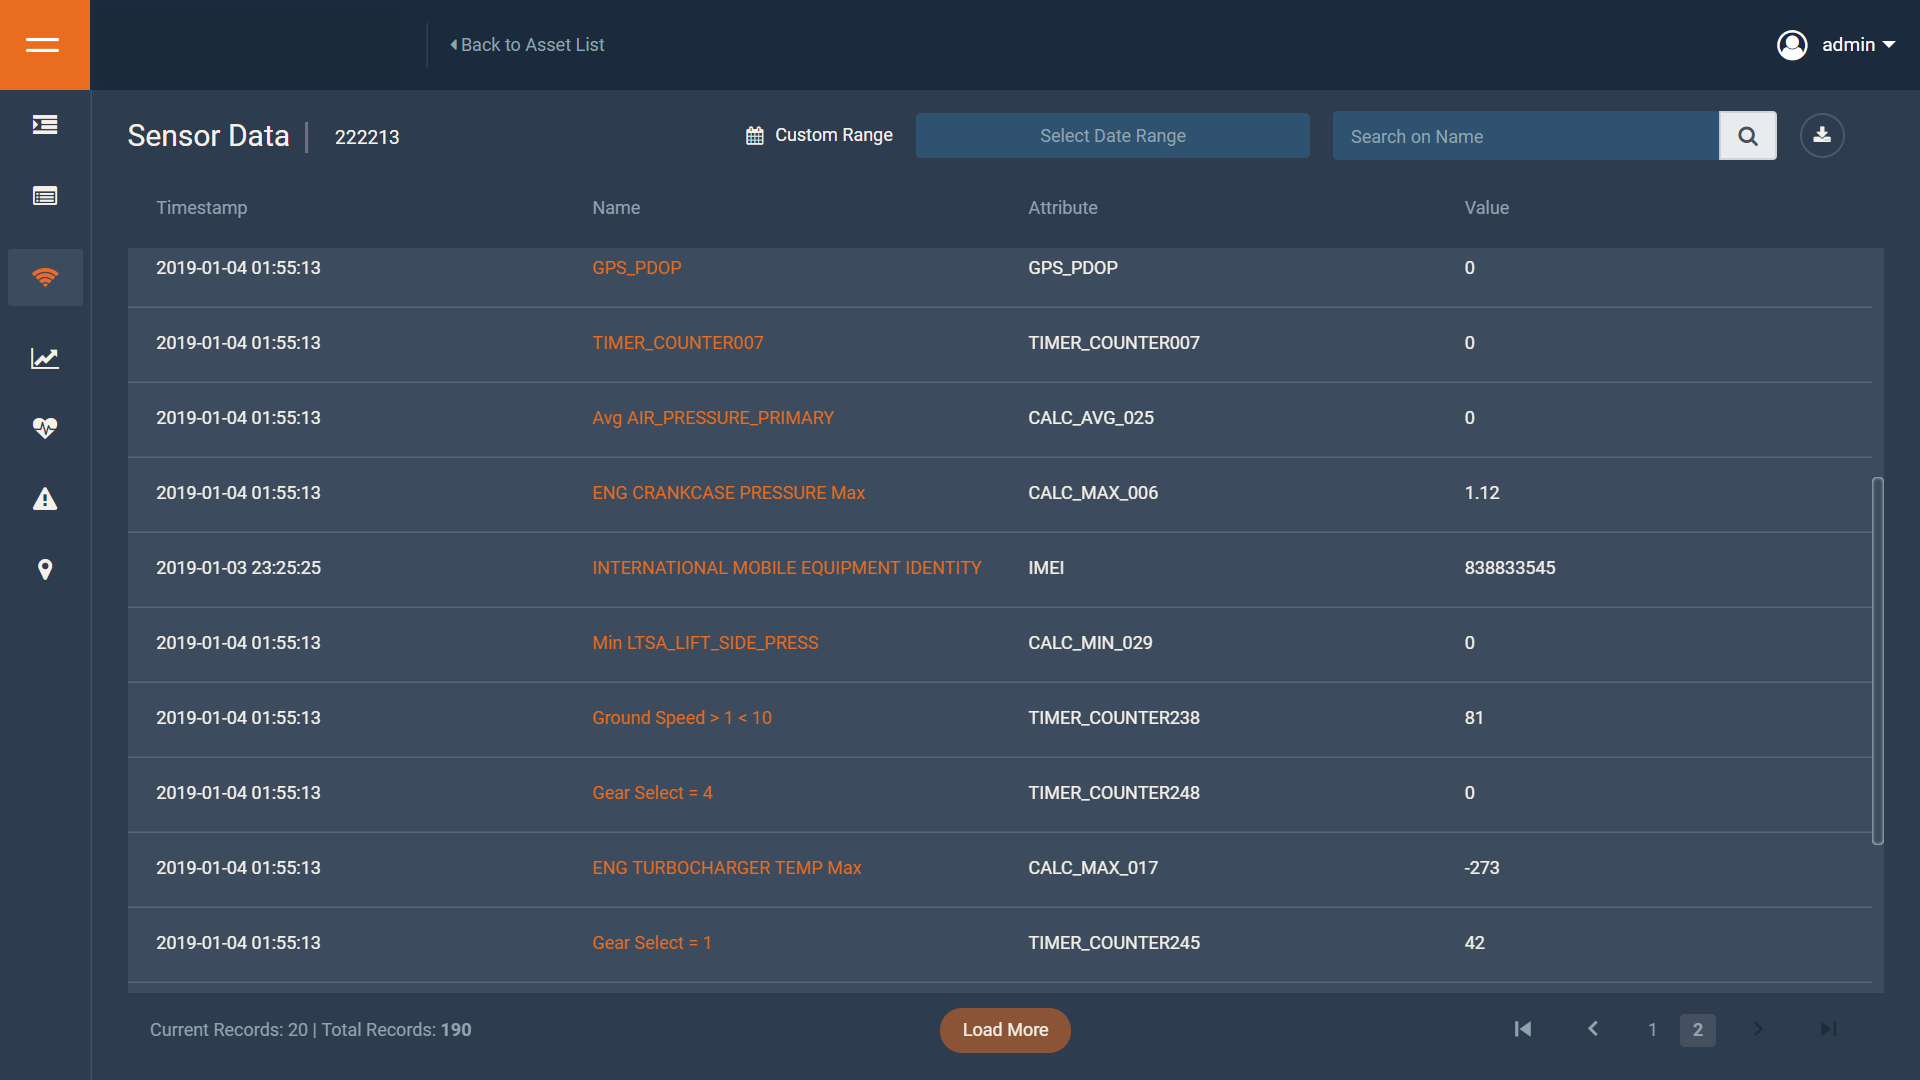 Back to Asset List
admin
Sensor Data | 222213
Custom Range
Select Date Range
Search on Name
Timestamp Name Attribute Value
2019-01-04 01:55:13 GPS_PDOP GPS_PDOP 0
2019-01-04 01:55:13 TIMER_COUNTER007 TIMER_COUNTER007 0
2019-01-04 01:55:13 Avg AIR_PRESSURE_PRIMARY CALC_AVG_025 0
2019-01-04 01:55:13 ENG CRANKCASE PRESSURE Max CALC_MAX_006 1.12
2019-01-03 23:25:25 INTERNATIONAL MOBILE EQUIPMENT IDENTITY IMEI 838833545
2019-01-04 01:55:13 Min LTSA_LIFT_SIDE_PRESS CALC_MIN_029 0
2019-01-04 01:55:13 Ground Speed > 1 < 10 TIMER_COUNTER238 81
2019-01-04 01:55:13 Gear Select = 4 TIMER_COUNTER248 0
2019-01-04 01:55:13 ENG TURBOCHARGER TEMP Max CALC_MAX_017 -273
2019-01-04 01:55:13 Gear Select = 1 TIMER_COUNTER245 42
Current Records: 20 | Total Records: 190
Load More
1 2